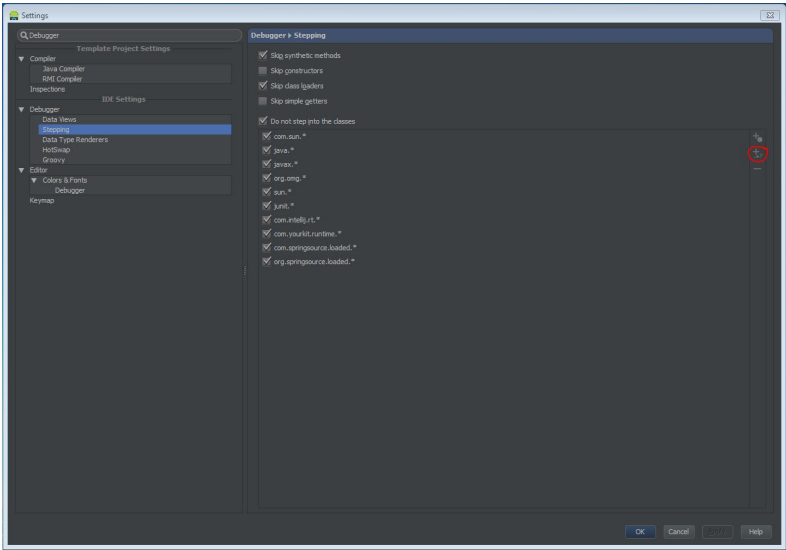 Settings
Debugger
Template Project Settings
Compiler
Java Compiler
RMI Compiler
Inspections
IDE Settings
Debugger
Data Views
Stepping
Data Type Renderers
HotSwap
Groovy
Editor
Colors & Fonts
Debugger
Keymap
Debugger › Stepping
Skip synthetic methods
Skip constructors
Skip class loaders
Skip simple getters
Do not step into the classes
com.sun.*
java.*
javax.*
org.omg.*
sun.*
junit.*
com.intellij.rt.*
com.yourkit.runtime.*
com.springsource.loaded.*
org.springsource.loaded.*
OK Cancel Apply Help